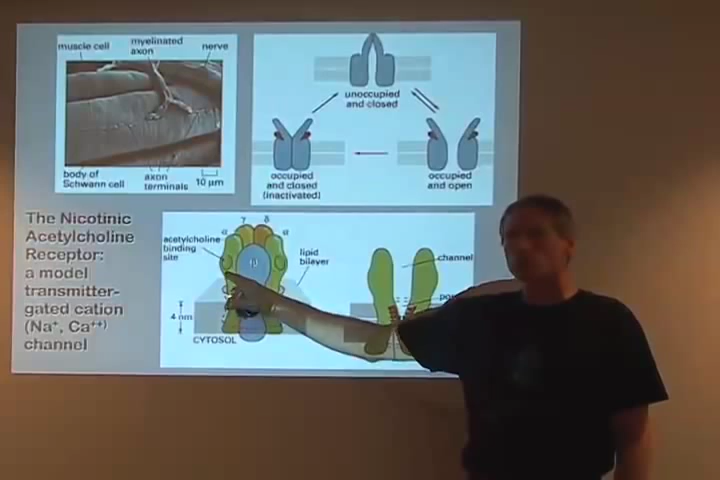 muscle cell
myelinated
axon
nerve
body of
Schwann cell
axon
terminals
10 μm
unoccupied
and closed
occupied
and closed
(inactivated)
occupied
and open
The Nicotinic
Acetylcholine
Receptor:
a model
transmitter-
gated cation
(Na⁺, Ca⁺⁺)
channel
acetylcholine
binding
site
α
γ
δ
α
β
lipid
bilayer
4 nm
CYTOSOL
channel